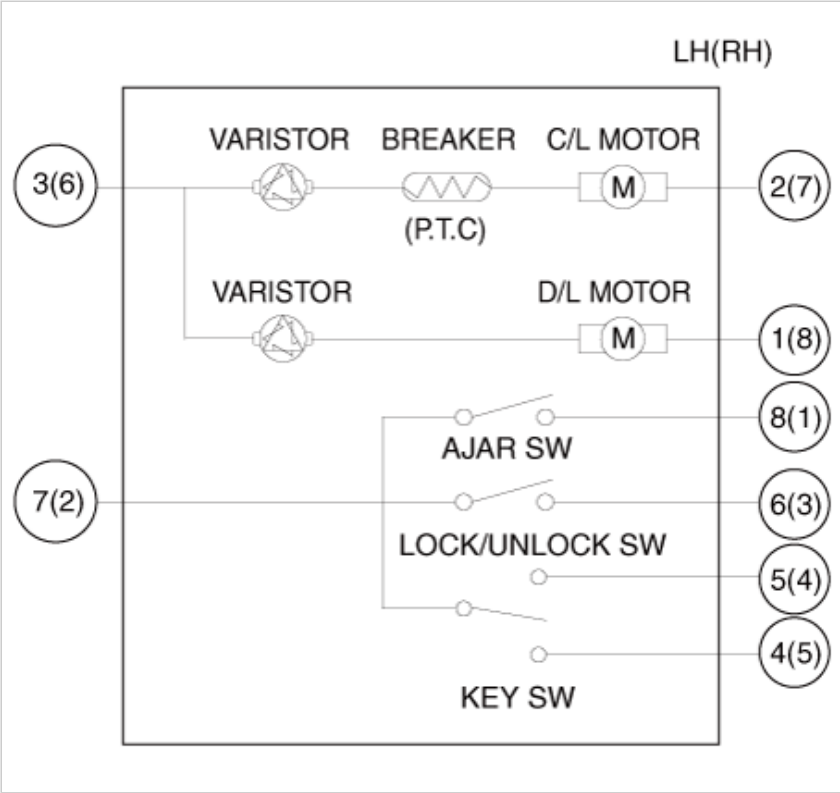 LH(RH)
VARISTOR BREAKER C/L MOTOR
3(6) M 2(7)
(P.T.C)
VARISTOR D/L MOTOR
M 1(8)
8(1)
AJAR SW
7(2) 6(3)
LOCK/UNLOCK SW
5(4)
4(5)
KEY SW